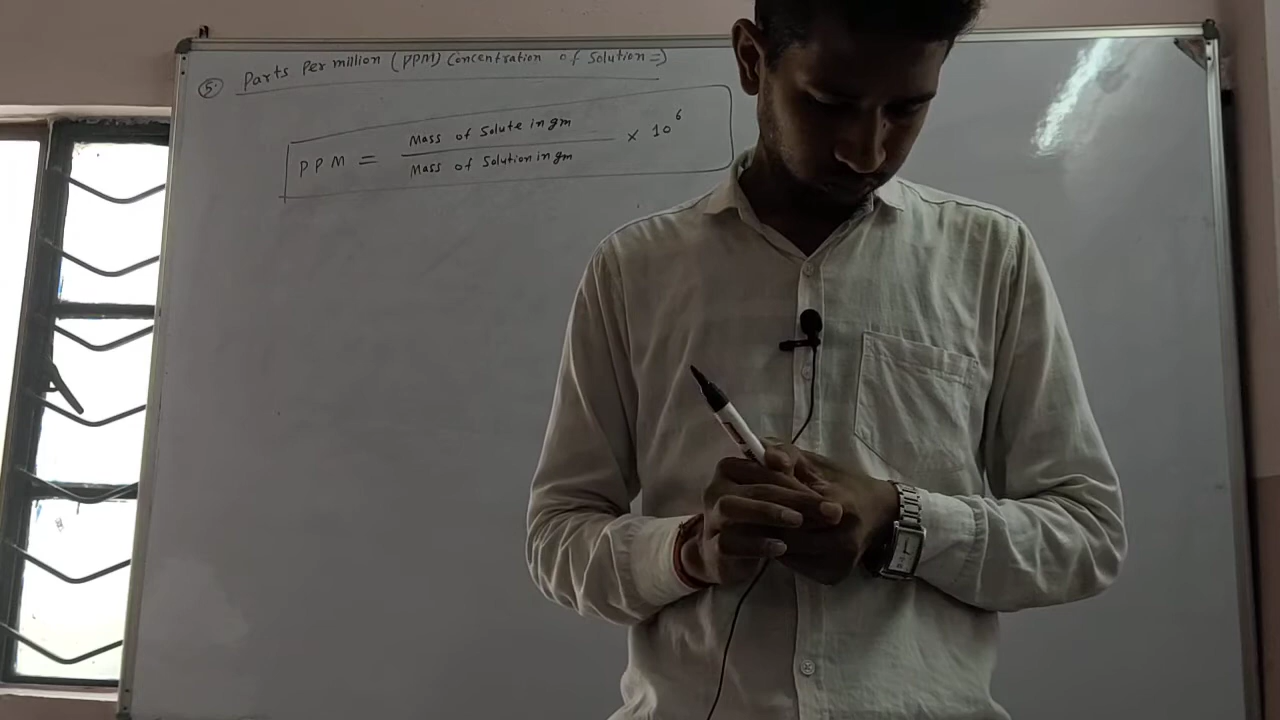 5. Parts Per million (PPM) Concentration of Solution =)
PPM = Mass of Solute in gm / Mass of Solution in gm × 10^6